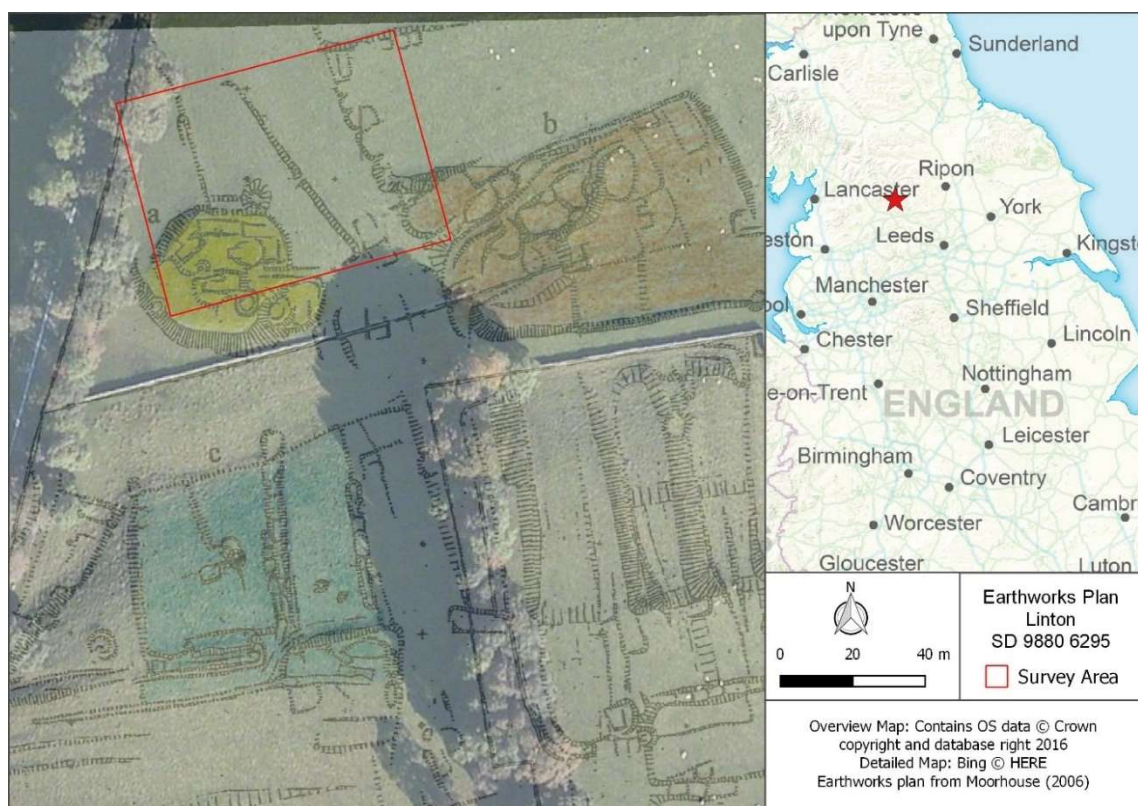 a
b
c
Newcastle
upon Tyne
Sunderland
Carlisle
Ripon
Lancaster
York
eston
Leeds
Kingst
Manchester
ool
Sheffield
Chester
Lincoln
Nottingham
e-on-Trent
ENGLAND
Leicester
Birmingham
Coventry
Cambr
Worcester
Gloucester
Luton
N
0 20 40 m
Earthworks Plan
Linton
SD 9880 6295
Survey Area
Overview Map: Contains OS data © Crown
copyright and database right 2016
Detailed Map: Bing © HERE
Earthworks plan from Moorhouse (2006)